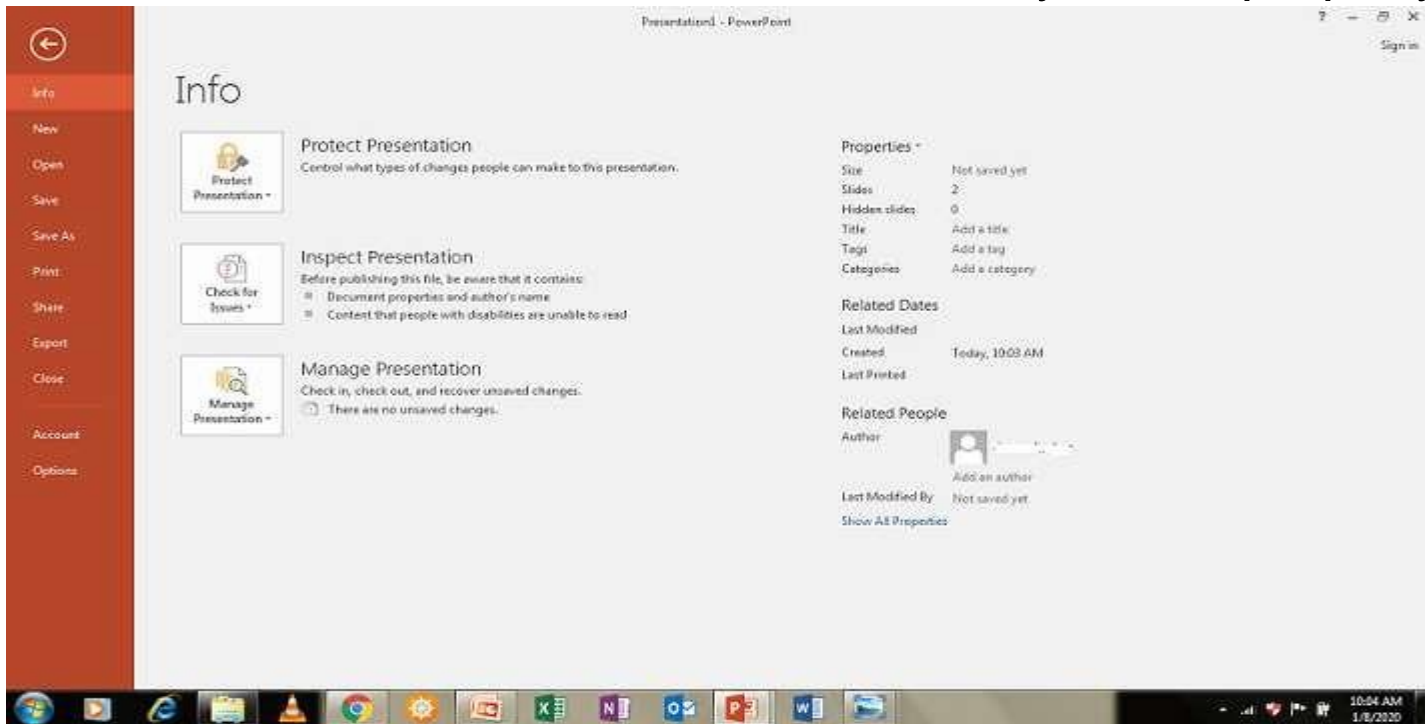 Presentation1 - PowerPoint
?
Sign in
Info
New
Open
Save
Save As
Print
Share
Export
Close
Account
Options
Info
Protect Presentation
Protect Presentation
Control what types of changes people can make to this presentation.
Check for Issues
Inspect Presentation
Before publishing this file, be aware that it contains:
Document properties and author's name
Content that people with disabilities are unable to read
Manage Presentation
Manage Presentation
Check in, check out, and recover unsaved changes.
There are no unsaved changes.
Properties
Size Not saved yet
Slides 2
Hidden slides 0
Title Add a title
Tags Add a tag
Categories Add a category
Related Dates
Last Modified
Created Today, 10:03 AM
Last Printed
Related People
Author
Add an author
Last Modified By Not saved yet
Show All Properties
10:04 AM
1/8/2020